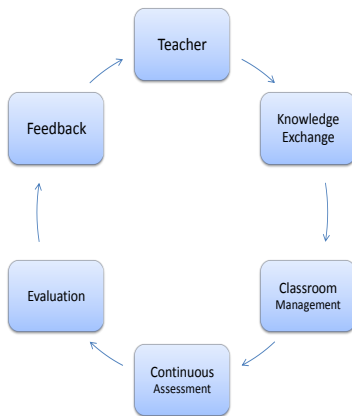 Teacher
Knowledge
Exchange
Classroom
Management
Continuous
Assessment
Evaluation
Feedback